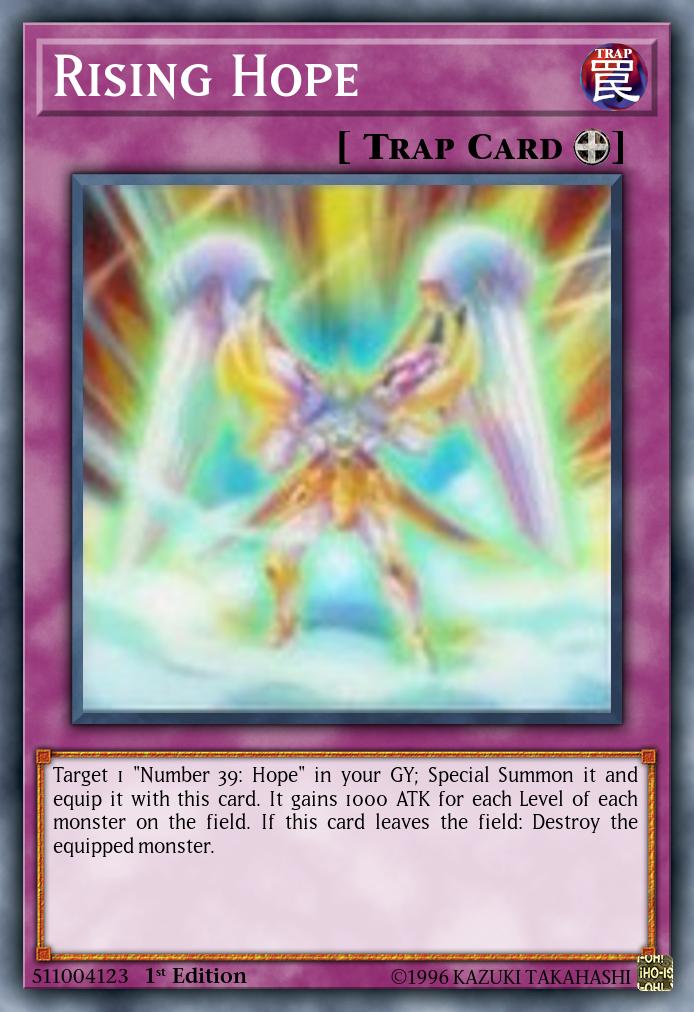 Rising Hope
TRAP
罠
[ Trap Card ]
Target 1 "Number 39: Hope" in your GY; Special Summon it and
equip it with this card. It gains 1000 ATK for each Level of each
monster on the field. If this card leaves the field: Destroy the
equipped monster.
511004123 1st Edition ©1996 KAZUKI TAKAHASHI